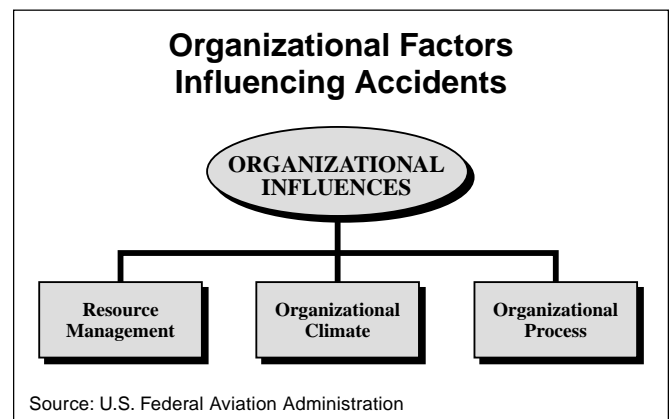 Organizational Factors
Influencing Accidents
ORGANIZATIONAL
INFLUENCES
Resource
Management
Organizational
Climate
Organizational
Process
Source: U.S. Federal Aviation Administration